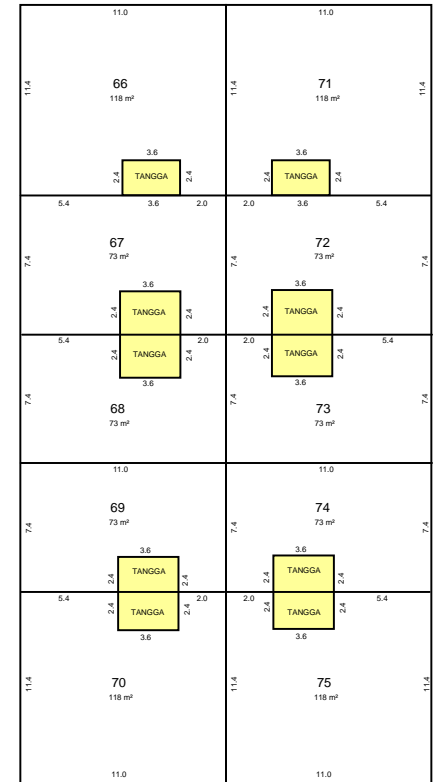 11.0 11.0
11.4 66 11.4 71 11.4
118 m² 118 m²
3.6 3.6
2.4 TANGGA 2.4 2.4 TANGGA 2.4
5.4 3.6 2.0 2.0 3.6 5.4
67 72
7.4 73 m² 7.4 73 m² 7.4
3.6 3.6
2.4 TANGGA 2.4 2.4 TANGGA 2.4
5.4 2.0 2.0 5.4
2.4 TANGGA 2.4 2.4 TANGGA 2.4
3.6 3.6
7.4 7.4 7.4
68 73
73 m² 73 m²
11.0 11.0
69 74
7.4 73 m² 7.4 73 m² 7.4
3.6 3.6
2.4 TANGGA 2.4 2.4 TANGGA 2.4
5.4 2.0 2.0 5.4
2.4 TANGGA 2.4 2.4 TANGGA 2.4
3.6 3.6
11.4 70 11.4 75 11.4
118 m² 118 m²
11.0 11.0